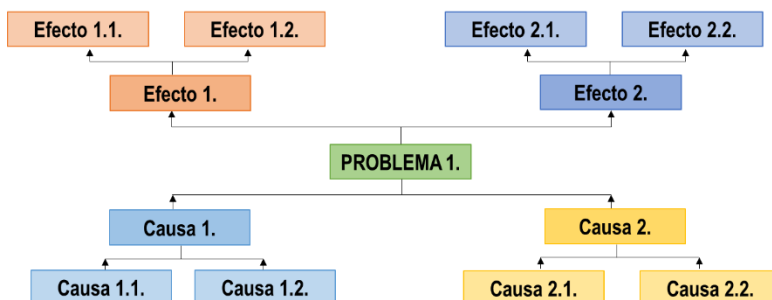 Efecto 1.1.
Efecto 1.2.
Efecto 2.1.
Efecto 2.2.
Efecto 1.
Efecto 2.
PROBLEMA 1.
Causa 1.
Causa 2.
Causa 1.1.
Causa 1.2.
Causa 2.1.
Causa 2.2.